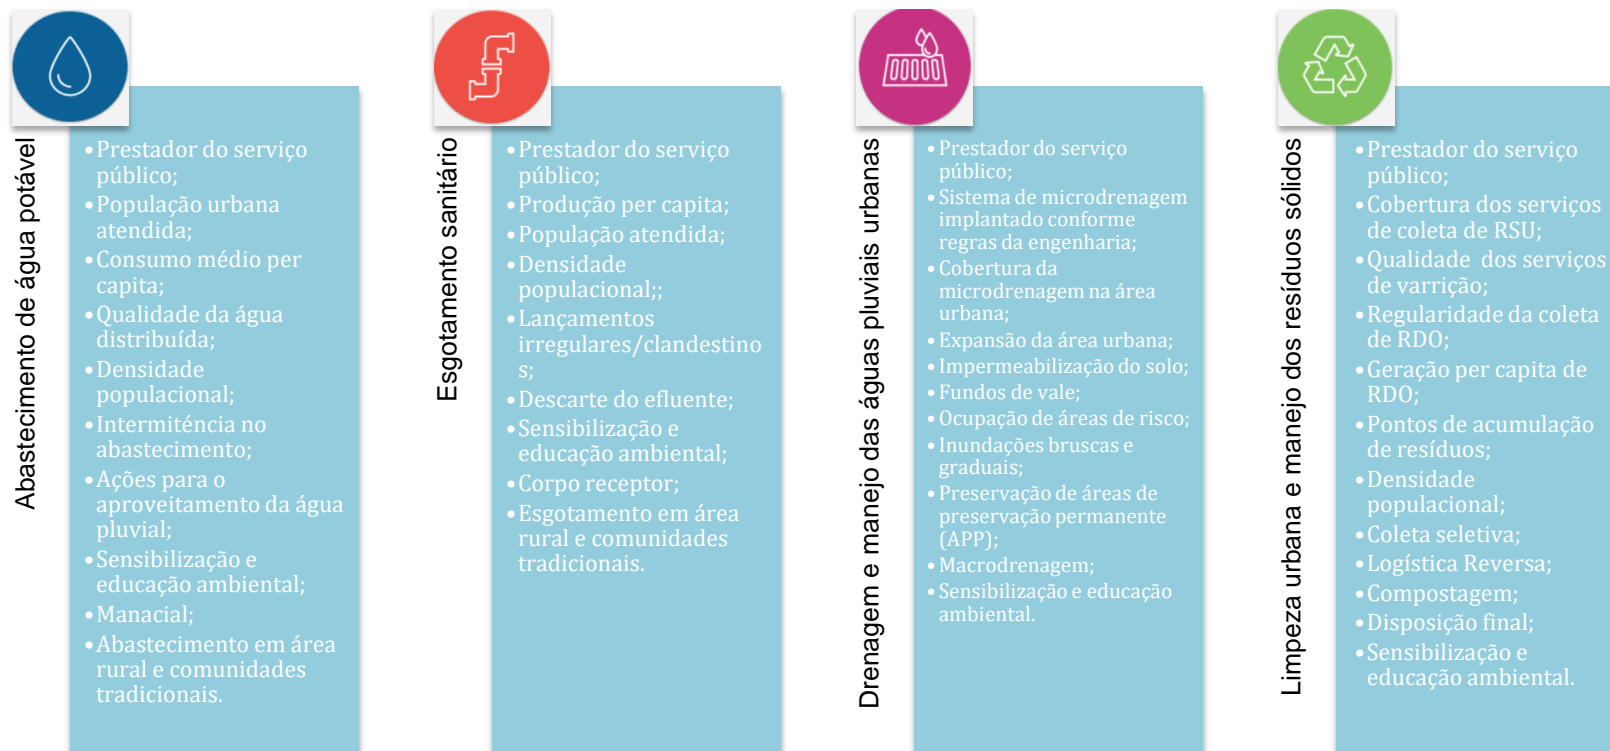 Abastecimento de água potável
•Prestador do serviço
público;
•População urbana
atendida;
•Consumo médio per
capita;
•Qualidade da água
distribuída;
•Densidade
populacional;
•Intermitência no
abastecimento;
•Ações para o
aproveitamento da água
pluvial;
•Sensibilização e
educação ambiental;
•Manacial;
•Abastecimento em área
rural e comunidades
tradicionais.
Esgotamento sanitário
•Prestador do serviço
público;
•Produção per capita;
•População atendida;
•Densidade
populacional;;
•Lançamentos
irregulares/clandestino
s;
•Descarte do efluente;
•Sensibilização e
educação ambiental;
•Corpo receptor;
•Esgotamento em área
rural e comunidades
tradicionais.
Drenagem e manejo das águas pluviais urbanas
•Prestador do serviço
público;
•Sistema de microdrenagem
implantado conforme
regras da engenharia;
•Cobertura da
microdrenagem na área
urbana;
•Expansão da área urbana;
•Impermeabilização do solo;
•Fundos de vale;
•Ocupação de áreas de risco;
•Inundações bruscas e
graduais;
•Preservação de áreas de
preservação permanente
(APP);
•Macrodrenagem;
•Sensibilização e educação
ambiental.
Limpeza urbana e manejo dos resíduos sólidos
•Prestador do serviço
público;
•Cobertura dos serviços
de coleta de RSU;
•Qualidade dos serviços
de varrição;
•Regularidade da coleta
de RDO;
•Geração per capita de
RDO;
•Pontos de acumulação
de resíduos;
•Densidade
populacional;
•Coleta seletiva;
•Logística Reversa;
•Compostagem;
•Disposição final;
•Sensibilização e
educação ambiental.